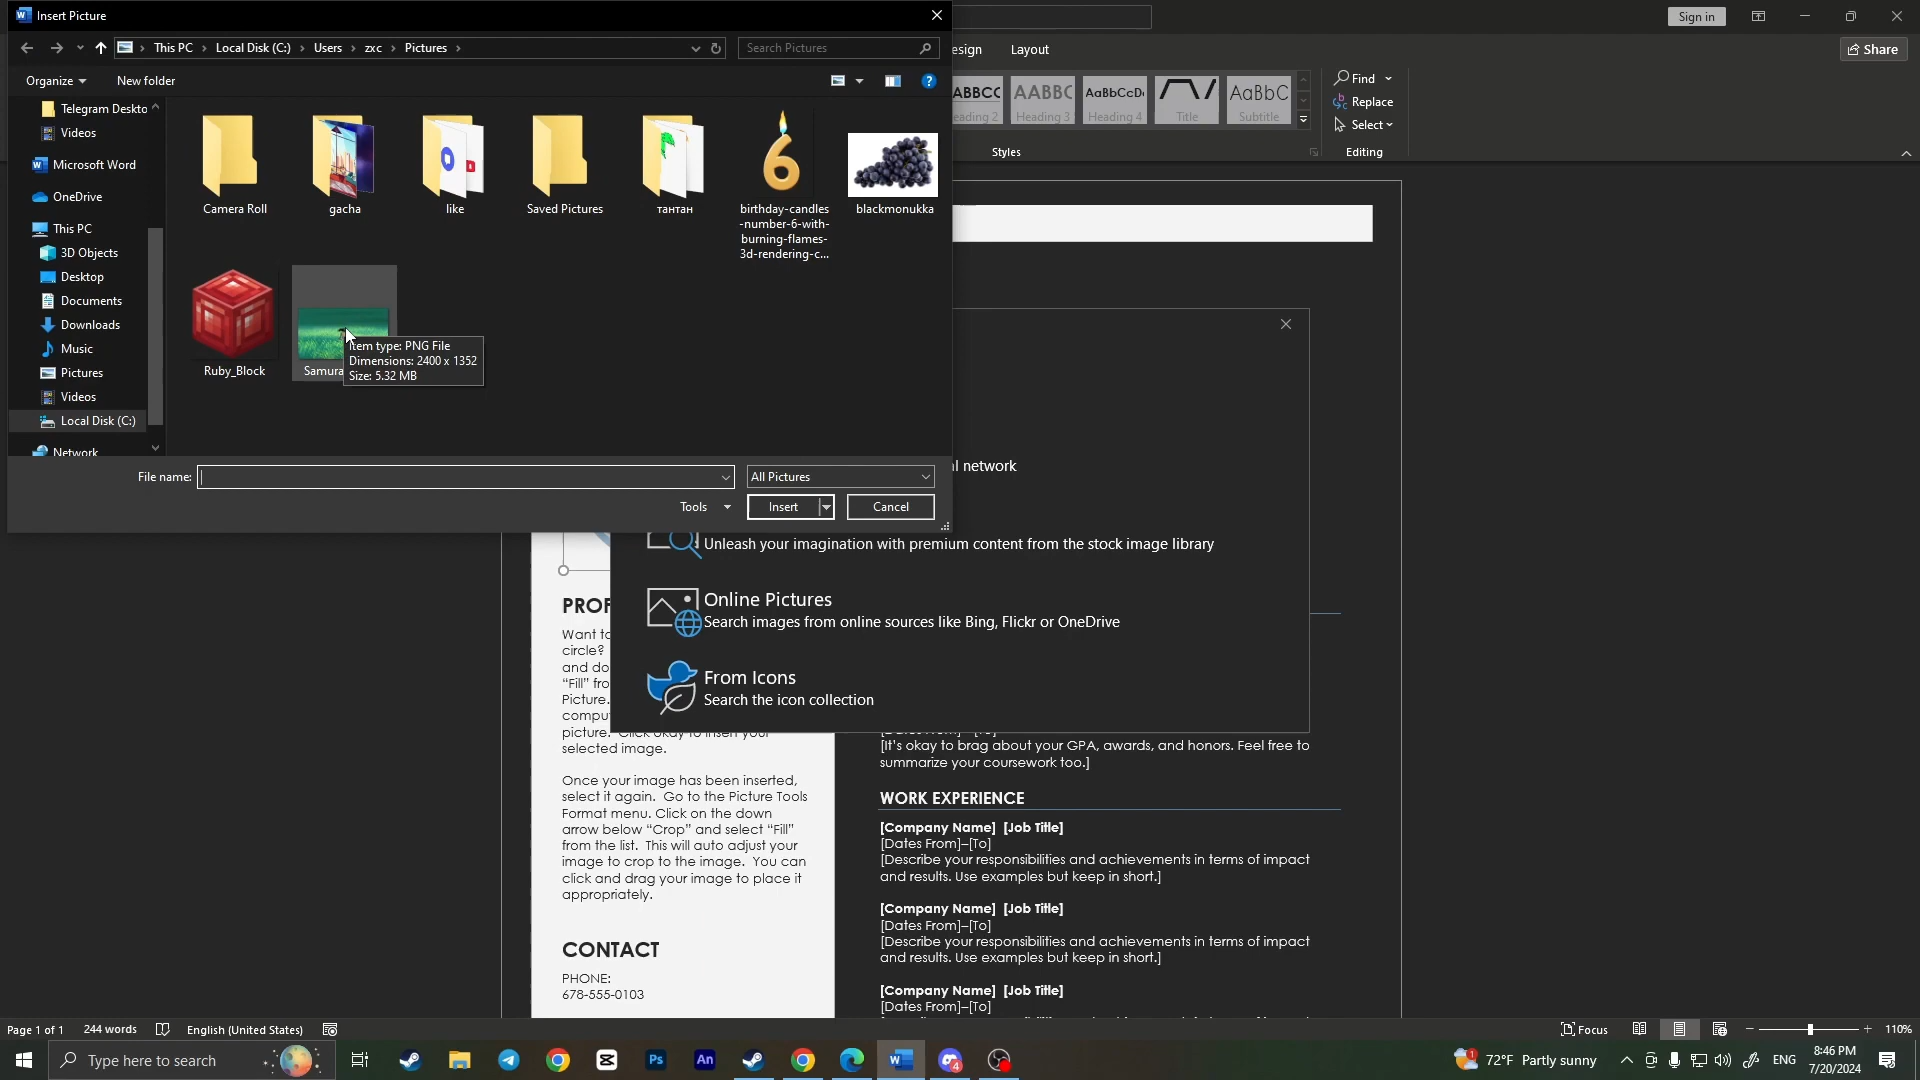 Insert Picture
This PC > Local Disk (C:) > Users > zxc > Pictures >
Search Pictures
Organize
New folder
Telegram Deskto
Videos
Microsoft Word
OneDrive
This PC
3D Objects
Desktop
Documents
Downloads
Music
Pictures
Videos
Local Disk (C:)
Network
Camera Roll
gacha
like
Saved Pictures
тантан
birthday-candles
-number-6-with-
burning-flames-
3d-rendering-c...
blackmonukka
Ruby_Block
Samura
Item type: PNG File
Dimensions: 2400 x 1352
Size: 5.32 MB
File name:
All Pictures
Tools
Insert
Cancel
Sign in
esign
Layout
Share
ABBCC
eading 2
AABBC
Heading 3
AaBbCcDı
Heading 4
Title
AaBbC
Subtitle
Styles
Find
Replace
Select
Editing
l network
Unleash your imagination with premium content from the stock image library
Online Pictures
Search images from online sources like Bing, Flickr or OneDrive
From Icons
Search the icon collection
PROF
Want to
circle?
and do
“Fill” fro
Picture.
compu
picture. Click okay to insert your
selected image.
Once your image has been inserted,
select it again. Go to the Picture Tools
Format menu. Click on the down
arrow below “Crop” and select “Fill”
from the list. This will auto adjust your
image to crop to the image. You can
click and drag your image to place it
appropriately.
CONTACT
PHONE:
678-555-0103
[Dates From]–[To]
[It’s okay to brag about your GPA, awards, and honors. Feel free to
summarize your coursework too.]
WORK EXPERIENCE
[Company Name] [Job Title]
[Dates From]–[To]
[Describe your responsibilities and achievements in terms of impact
and results. Use examples but keep in short.]
[Company Name] [Job Title]
[Dates From]–[To]
[Describe your responsibilities and achievements in terms of impact
and results. Use examples but keep in short.]
[Company Name] [Job Title]
[Dates From]–[To]
Page 1 of 1
244 words
English (United States)
Focus
110%
Type here to search
Ps
An
4
1
72°F Partly sunny
ENG
8:46 PM
7/20/2024